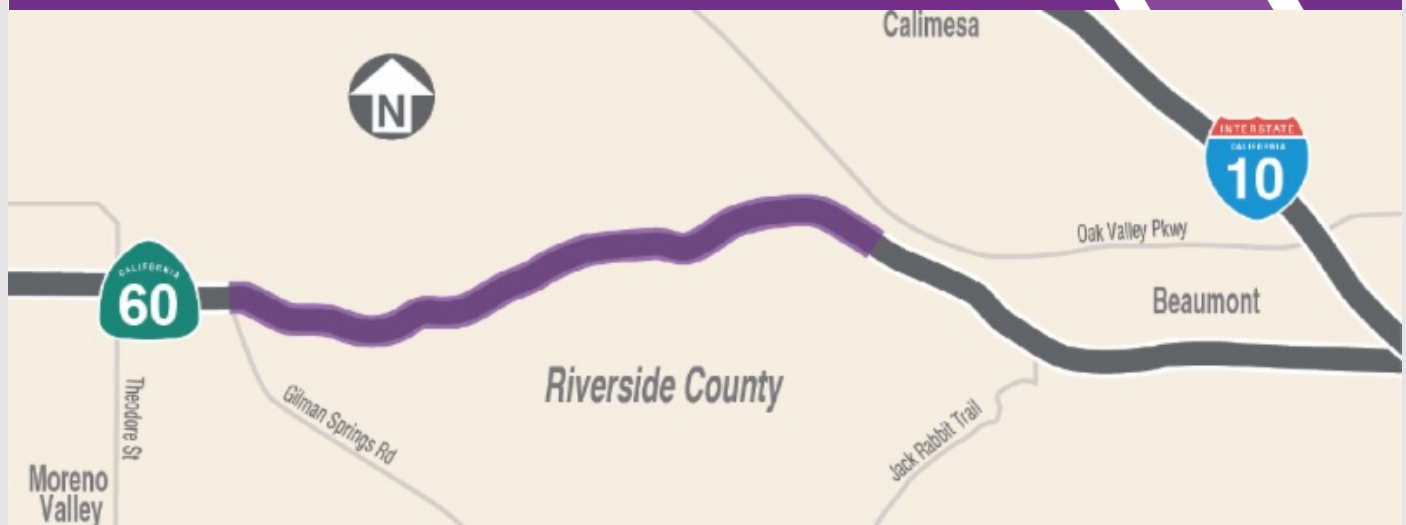 Calimesa
N
INTERSTATE
CALIFORNIA
10
Oak Valley Pkwy
CALIFORNIA
60
Beaumont
Riverside County
Theodore St
Gilman Springs Rd
Jack Rabbit Trail
Moreno
Valley